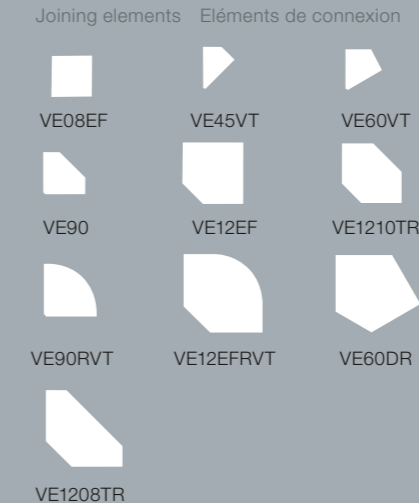 Joining elements Eléments de connexion
VE08EF VE45VT VE60VT
VE90 VE12EF VE1210TR
VE90RVT VE12EFRVT VE60DR
VE1208TR